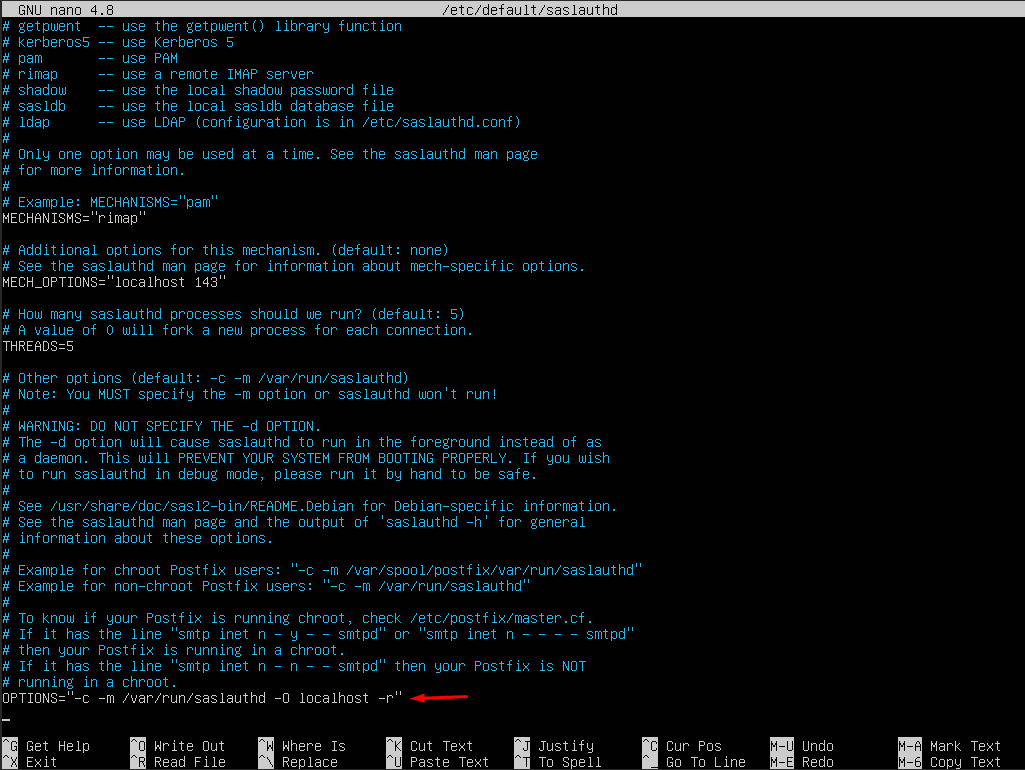 GNU nano 4.8 /etc/default/saslauthd
# getpwent -- use the getpwent() library function
# kerberos5 -- use Kerberos 5
# pam -- use PAM
# rimap -- use a remote IMAP server
# shadow -- use the local shadow password file
# sasldb -- use the local sasldb database file
# ldap -- use LDAP (configuration is in /etc/saslauthd.conf)
#
# Only one option may be used at a time. See the saslauthd man page
# for more information.
#
# Example: MECHANISMS="pam"
MECHANISMS="rimap"
# Additional options for this mechanism. (default: none)
# See the saslauthd man page for information about mech-specific options.
MECH_OPTIONS="localhost 143"
# How many saslauthd processes should we run? (default: 5)
# A value of 0 will fork a new process for each connection.
THREADS=5
# Other options (default: -c -m /var/run/saslauthd)
# Note: You MUST specify the -m option or saslauthd won't run!
#
# WARNING: DO NOT SPECIFY THE -d OPTION.
# The -d option will cause saslauthd to run in the foreground instead of as
# a daemon. This will PREVENT YOUR SYSTEM FROM BOOTING PROPERLY. If you wish
# to run saslauthd in debug mode, please run it by hand to be safe.
#
# See /usr/share/doc/sasl2-bin/README.Debian for Debian-specific information.
# See the saslauthd man page and the output of 'saslauthd -h' for general
# information about these options.
#
# Example for chroot Postfix users: "-c -m /var/spool/postfix/var/run/saslauthd"
# Example for non-chroot Postfix users: "-c -m /var/run/saslauthd"
#
# To know if your Postfix is running chroot, check /etc/postfix/master.cf.
# If it has the line "smtp inet n - y - - smtpd" or "smtp inet n - - - - smtpd"
# then your Postfix is running in a chroot.
# If it has the line "smtp inet n - n - - smtpd" then your Postfix is NOT
# running in a chroot.
OPTIONS="-c -m /var/run/saslauthd -O localhost -r"
^G Get Help ^O Write Out ^W Where Is ^K Cut Text ^J Justify ^C Cur Pos M-U Undo M-A Mark Text
^X Exit ^R Read File ^\ Replace ^U Paste Text ^T To Spell ^_ Go To Line M-E Redo M-6 Copy Text